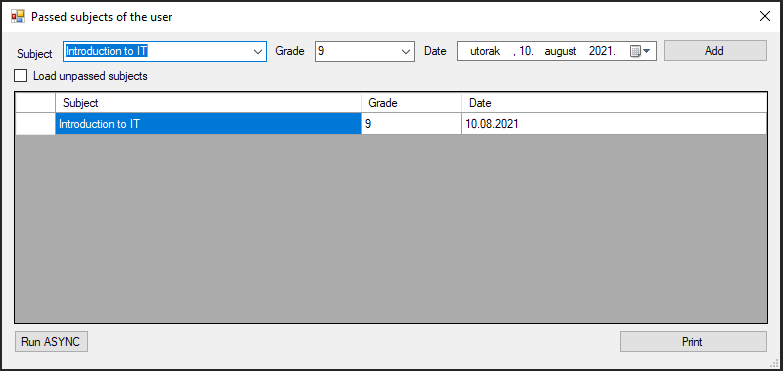 Passed subjects of the user
Subject Introduction to IT Grade 9 Date utorak , 10. august 2021. Add
Load unpassed subjects
Subject Grade Date
Introduction to IT 9 10.08.2021
Run ASYNC Print